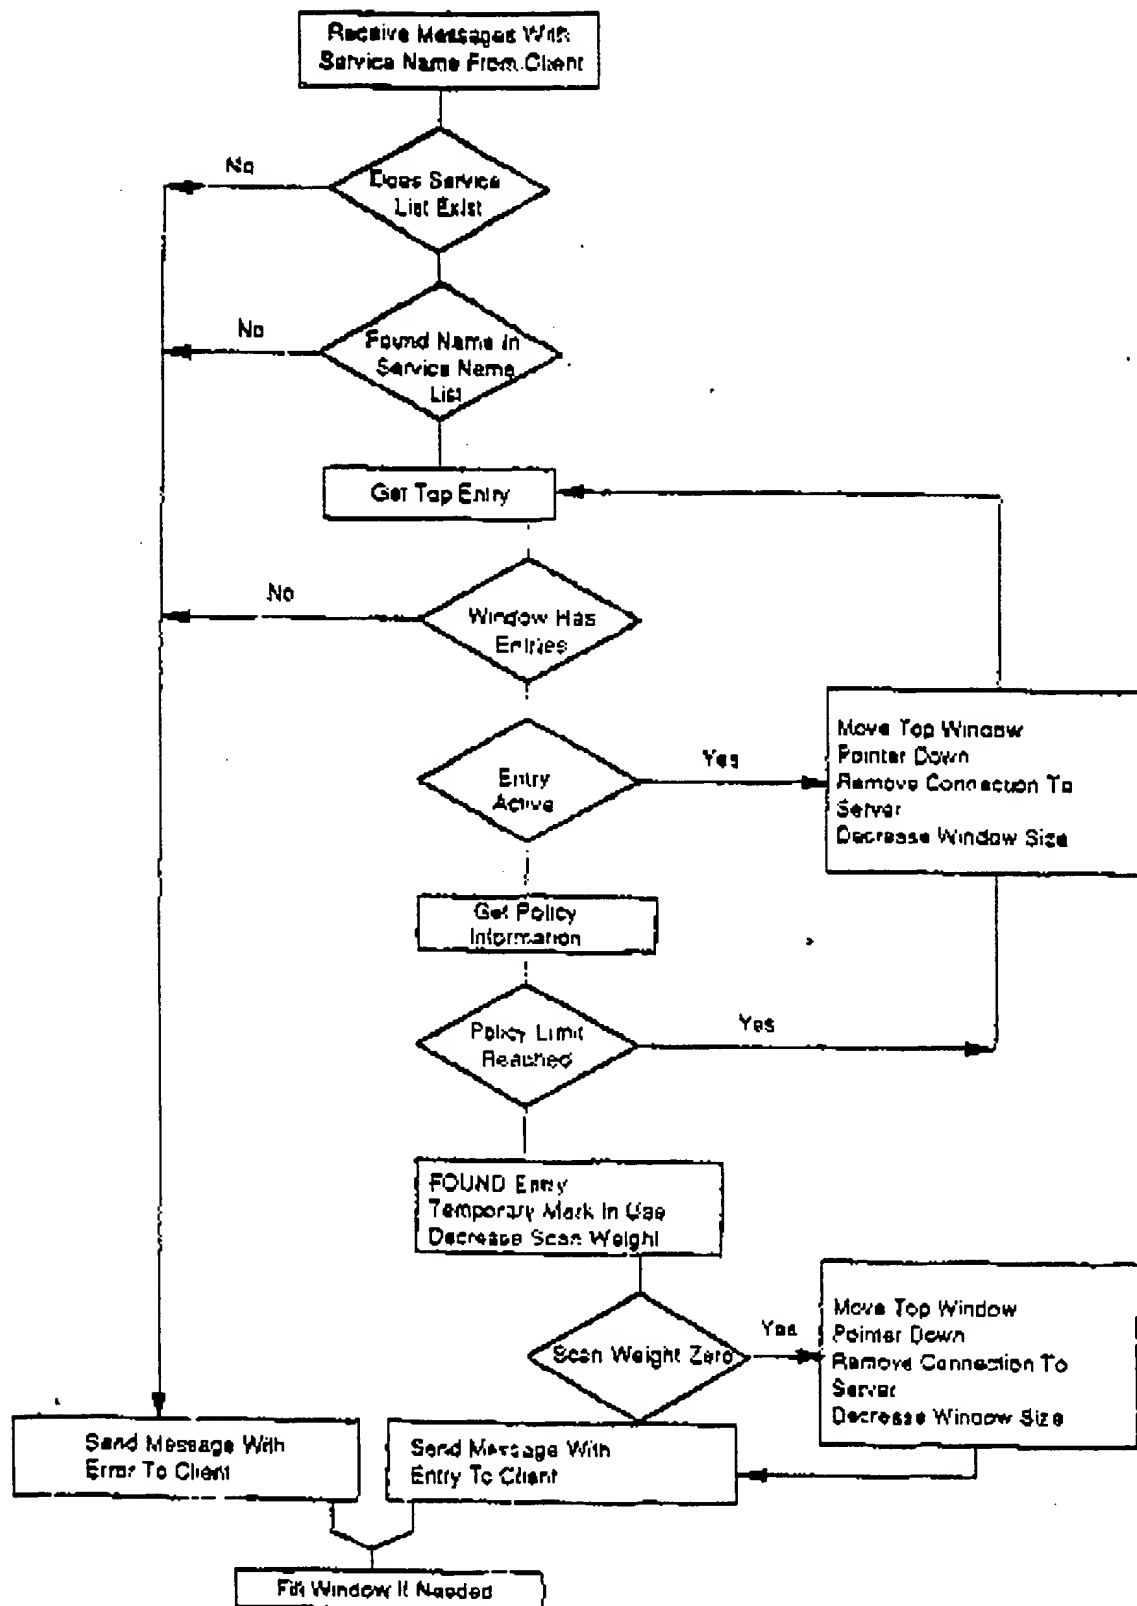 Receive Messages With
Service Name From Client
No
Does Service
List Exist
No
Found Name In
Service Name
List
Get Top Entry
No
Window Has
Entries
Entry
Active
Yes
Move Top Window
Pointer Down
Remove Connection To
Server
Decrease Window Size
Get Policy
Information
Policy Limit
Reached
Yes
FOUND Entry
Temporary Mark In Use
Decrease Scan Weight
Scan Weight Zero
Yes
Move Top Window
Pointer Down
Remove Connection To
Server
Decrease Window Size
Send Message With
Error To Client
Send Message With
Entry To Client
Fill Window If Needed